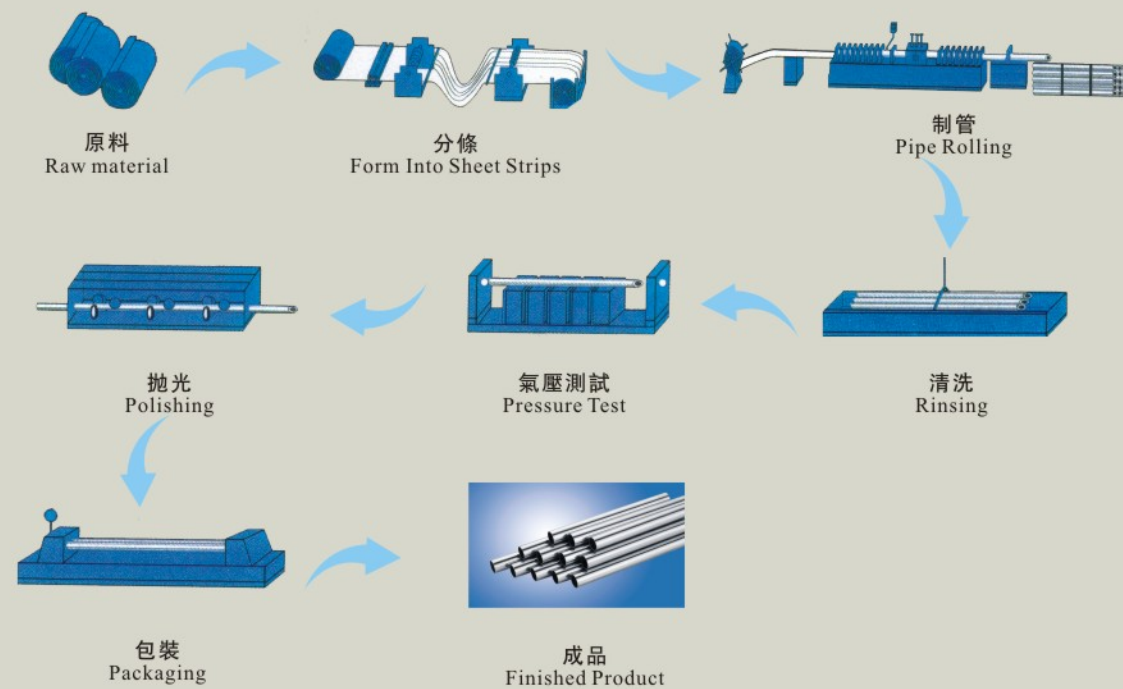 原料
Raw material
分條
Form Into Sheet Strips
制管
Pipe Rolling
清洗
Rinsing
氣壓測試
Pressure Test
抛光
Polishing
包裝
Packaging
成品
Finished Product